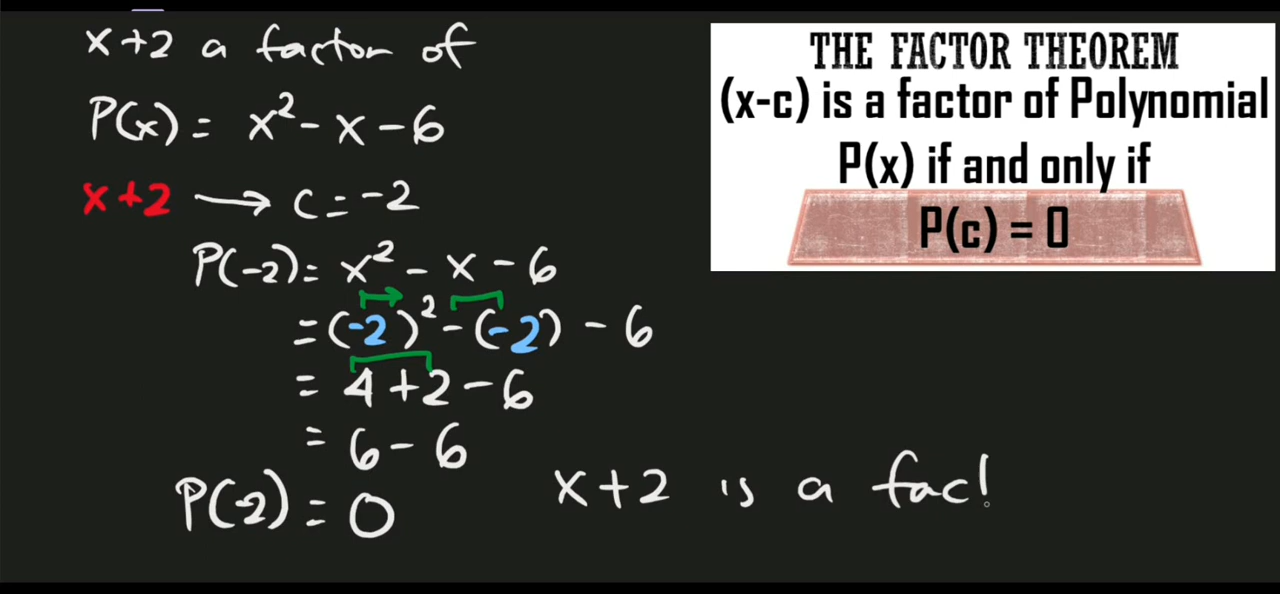 x+2 a factor of
P(x) = x² - x - 6
x+2 → c = -2
P(-2) = x² - x - 6
= (-2)² - (-2) - 6
= 4 + 2 - 6
= 6 - 6
P(-2) = 0
x+2 is a fac
THE FACTOR THEOREM
(x-c) is a factor of Polynomial
P(x) if and only if
P(c) = 0